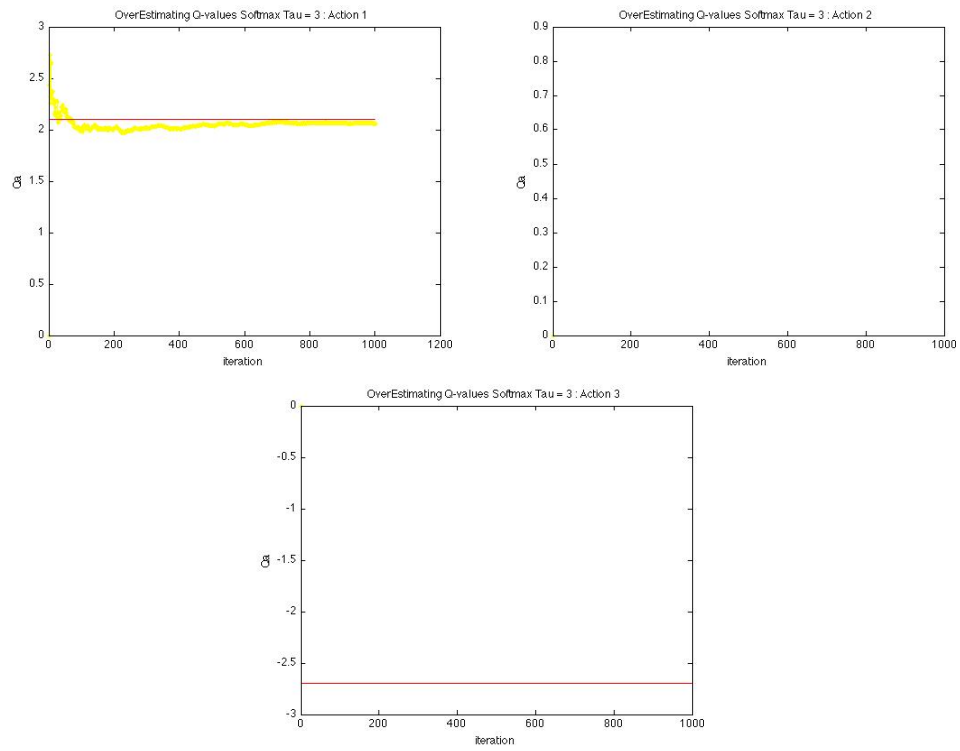 OverEstimating Q-values Softmax Tau = 3 : Action 1
3
2.5
2
1.5
1
0.5
0
Qa
0 200 400 600 800 1000 1200
iteration
OverEstimating Q-values Softmax Tau = 3 : Action 2
0.9
0.8
0.7
0.6
0.5
0.4
0.3
0.2
0.1
0
Qa
0 200 400 600 800 1000
iteration
OverEstimating Q-values Softmax Tau = 3 : Action 3
0
-0.5
-1
-1.5
-2
-2.5
-3
Qa
0 200 400 600 800 1000
iteration